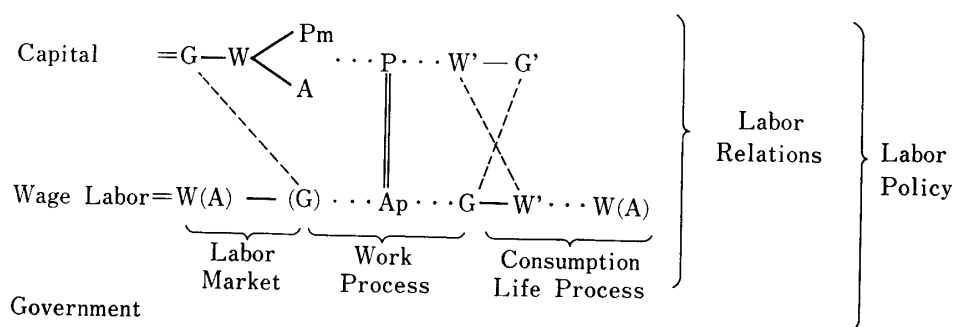 Pm
Capital =G—W< ···P···W'—G'
A
Labor
Relations
Labor
Policy
Wage Labor=W(A) — (G)···Ap···G—W'···W(A)
Labor
Market
Work
Process
Consumption
Life Process
Government